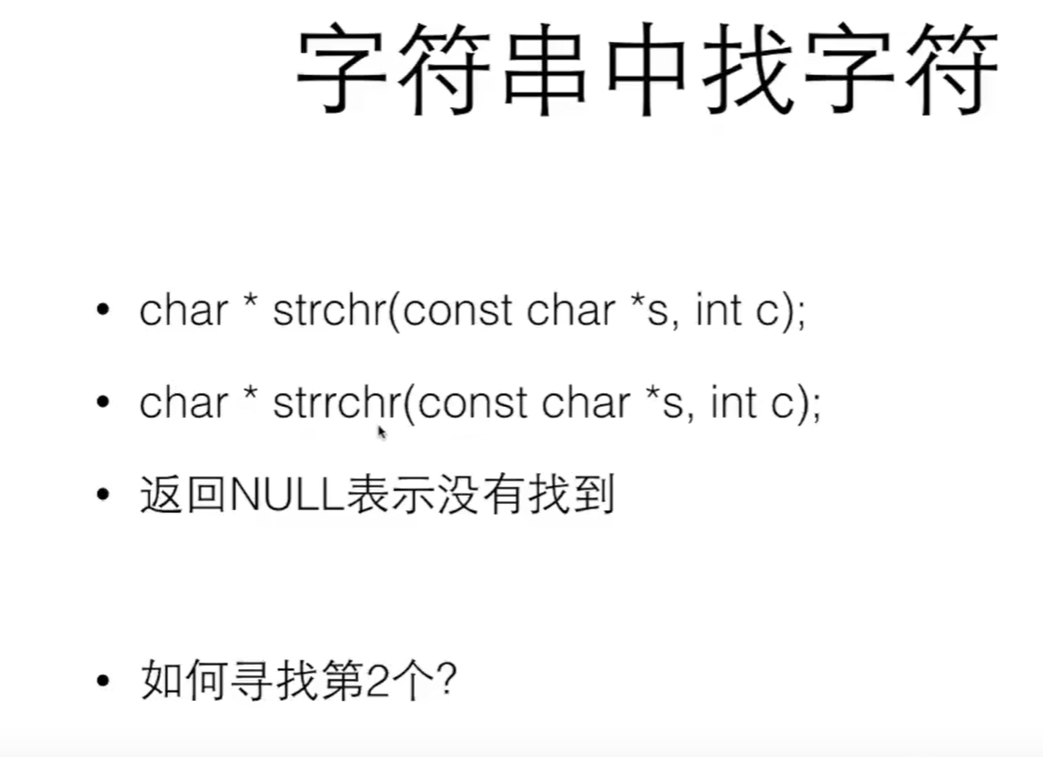 字符串中找字符
• char * strchr(const char *s, int c);
• char * strrchr(const char *s, int c);
• 返回NULL表示没有找到
• 如何寻找第2个?